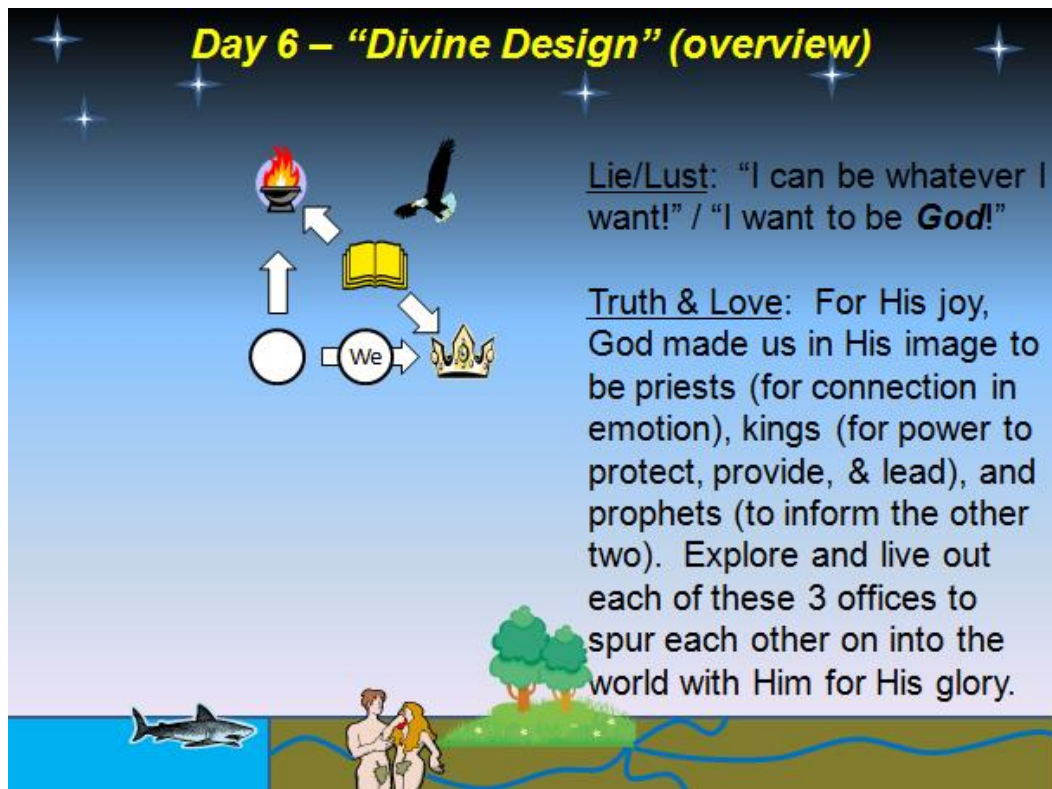 Day 6 – “Divine Design” (overview)
Lie/Lust:  “I can be whatever I
want!” / “I want to be God!”
Truth & Love:  For His joy,
God made us in His image to
be priests (for connection in
emotion), kings (for power to
protect, provide, & lead), and
prophets (to inform the other
two).  Explore and live out
each of these 3 offices to
spur each other on into the
world with Him for His glory.
We